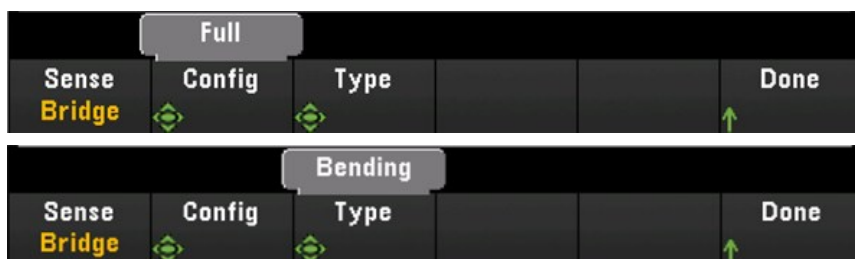 Full
Sense Config Type Done
Bridge
Bending
Sense Config Type Done
Bridge